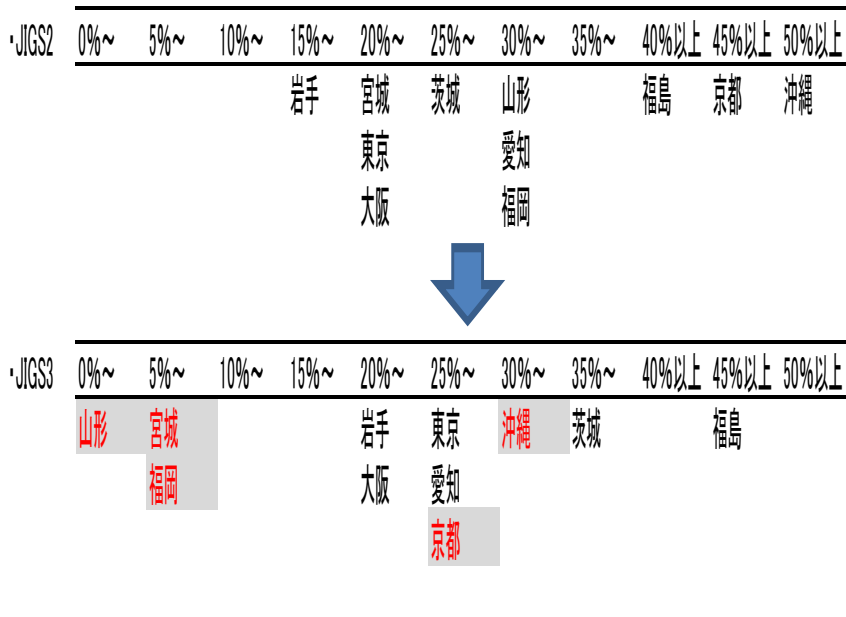 ・JIGS2 0%～ 5%～ 10%～ 15%～ 20%～ 25%～ 30%～ 35%～ 40%以上 45%以上 50%以上
岩手 宮城 茨城 山形 福島 京都 沖縄
東京 愛知
大阪 福岡
・JIGS3 0%～ 5%～ 10%～ 15%～ 20%～ 25%～ 30%～ 35%～ 40%以上 45%以上 50%以上
山形 宮城 岩手 東京 沖縄 茨城 福島
福岡 大阪 愛知
京都